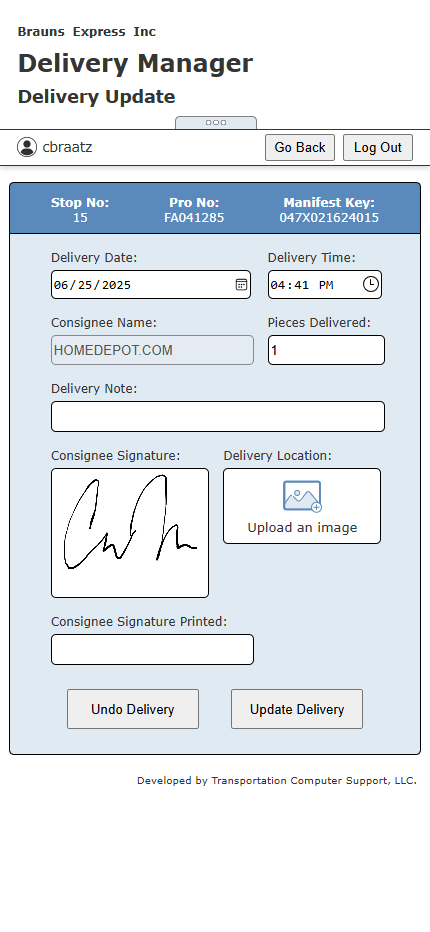 Brauns Express Inc
Delivery Manager
Delivery Update
cbraatz
Go Back
Log Out
Stop No:
15
Pro No:
FA041285
Manifest Key:
047X021624015
Delivery Date:
06/25/2025
Delivery Time:
04:41 PM
Consignee Name:
HOMEDEPOT.COM
Pieces Delivered:
1
Delivery Note:
Consignee Signature:
Delivery Location:
Upload an image
Consignee Signature Printed:
Undo Delivery
Update Delivery
Developed by Transportation Computer Support, LLC.